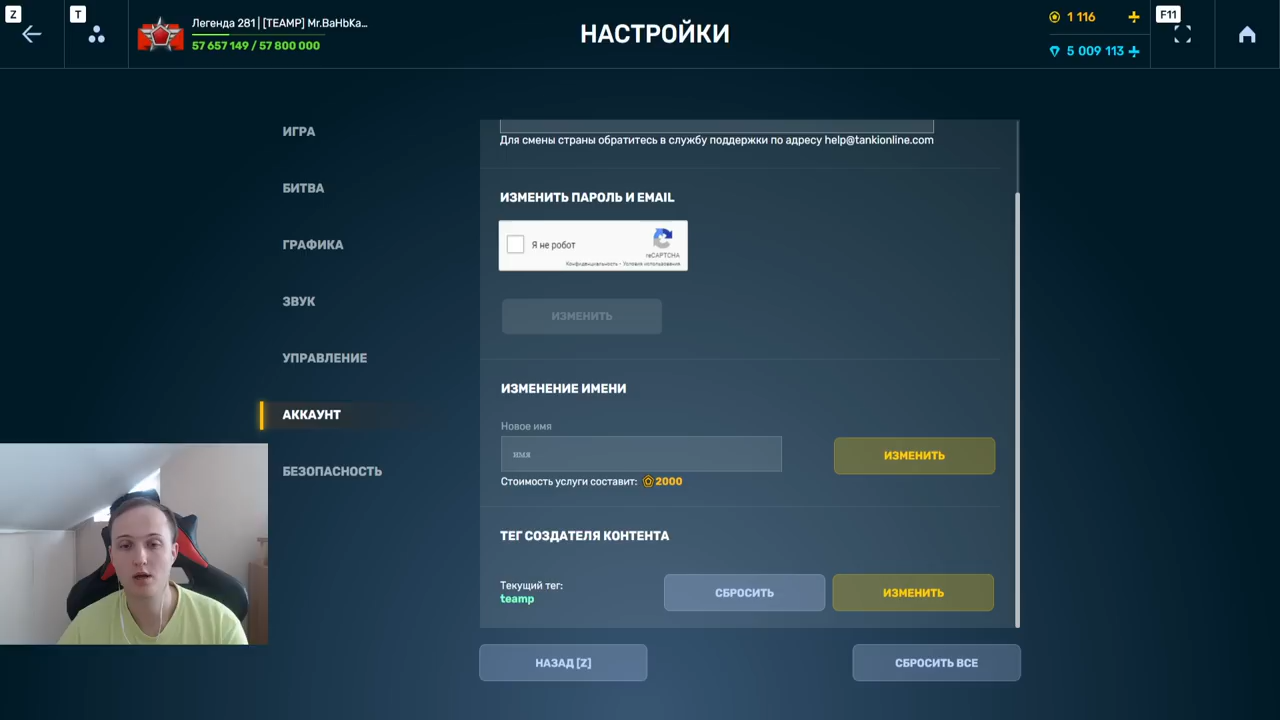 Z
T
Легенда 281 | [TEAMP] Mr.BaHbKa...
57 657 149 / 57 800 000
НАСТРОЙКИ
1 116
5 009 113
F11
ИГРА
БИТВА
ГРАФИКА
ЗВУК
УПРАВЛЕНИЕ
АККАУНТ
БЕЗОПАСНОСТЬ
Для смены страны обратитесь в службу поддержки по адресу help@tankionline.com
ИЗМЕНИТЬ ПАРОЛЬ И EMAIL
Я не робот
reCAPTCHA
Конфиденциальность - Условия использования
ИЗМЕНИТЬ
ИЗМЕНЕНИЕ ИМЕНИ
Новое имя
имя
ИЗМЕНИТЬ
Стоимость услуги составит: 2000
ТЕГ СОЗДАТЕЛЯ КОНТЕНТА
Текущий тег:
teamp
СБРОСИТЬ
ИЗМЕНИТЬ
НАЗАД [Z]
СБРОСИТЬ ВСЕ